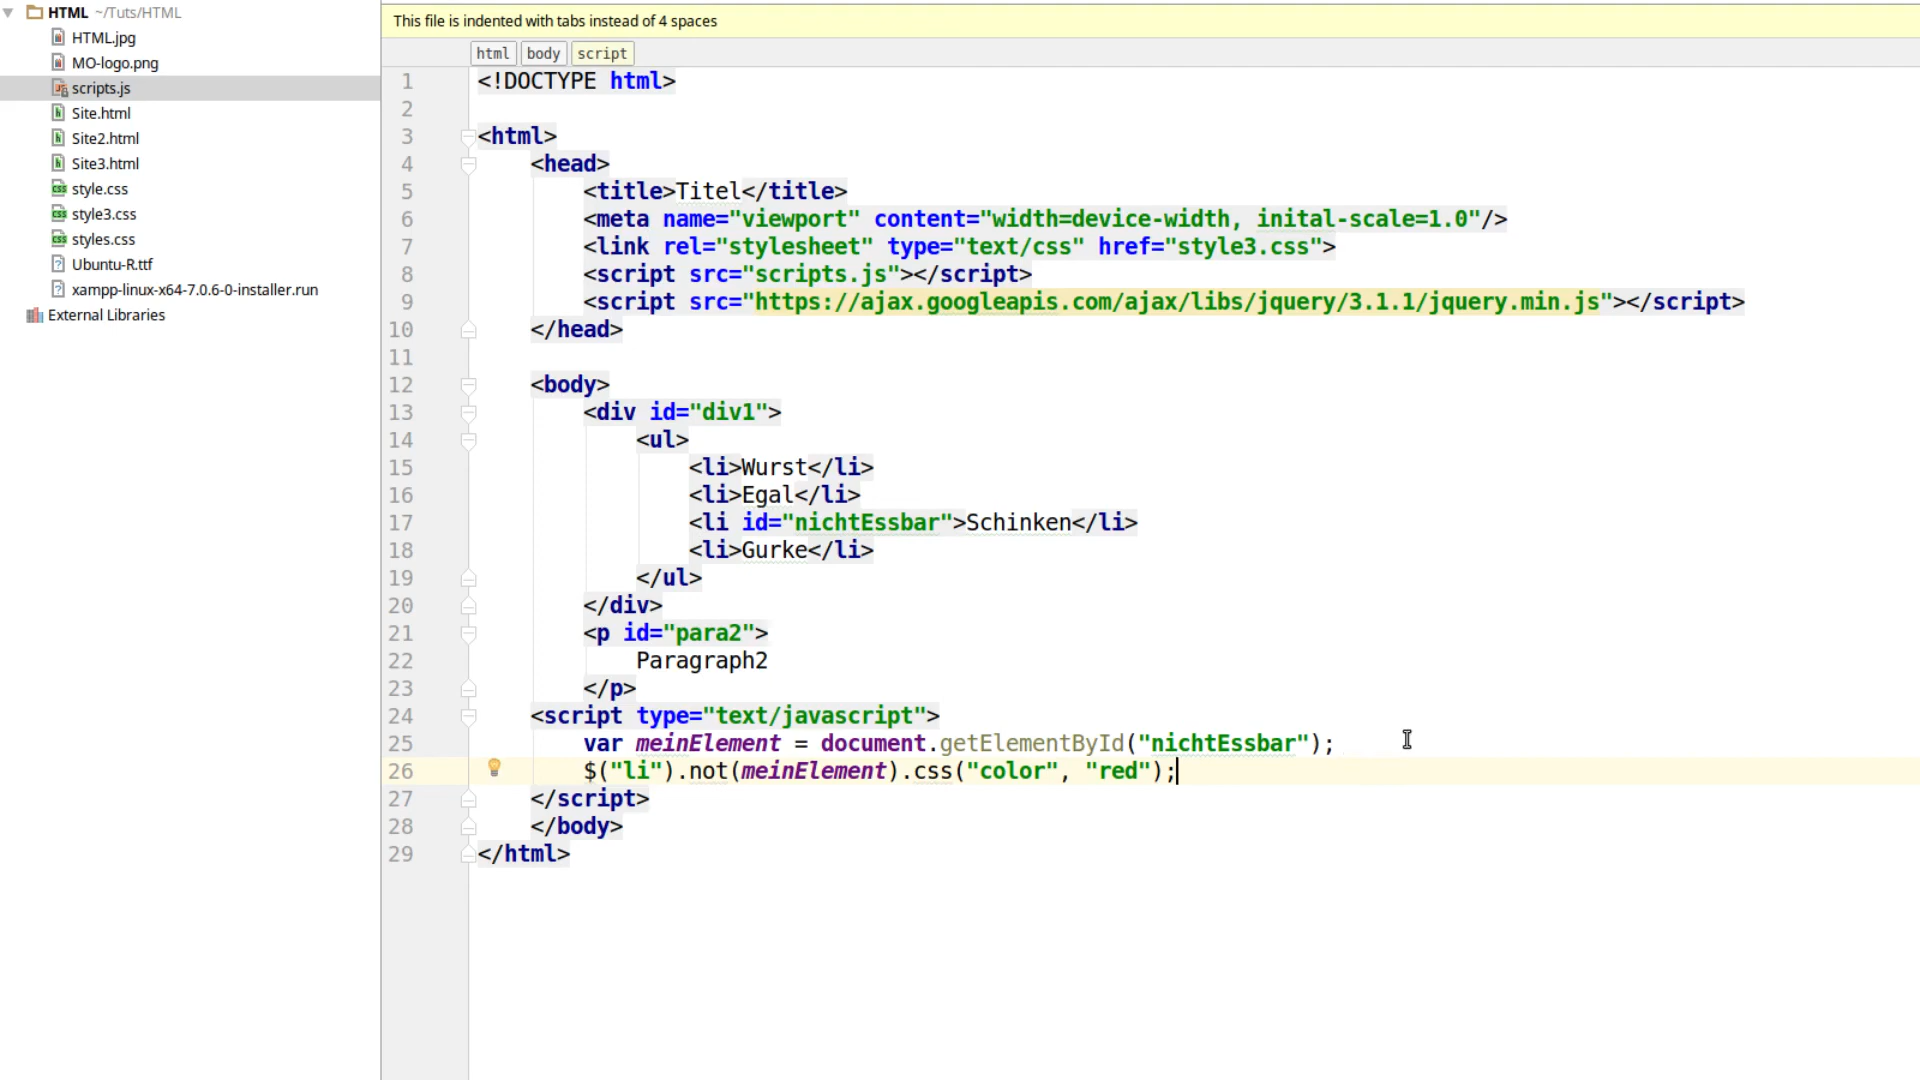 HTML ~/Tuts/HTML
HTML.jpg
MO-logo.png
scripts.js
Site.html
Site2.html
Site3.html
style.css
style3.css
styles.css
Ubuntu-R.ttf
xampp-linux-x64-7.0.6-0-installer.run
External Libraries
This file is indented with tabs instead of 4 spaces
html body script
1 <!DOCTYPE html>
2
3 <html>
4 <head>
5 <title>Titel</title>
6 <meta name="viewport" content="width=device-width, inital-scale=1.0"/>
7 <link rel="stylesheet" type="text/css" href="style3.css">
8 <script src="scripts.js"></script>
9 <script src="https://ajax.googleapis.com/ajax/libs/jquery/3.1.1/jquery.min.js"></script>
10 </head>
11
12 <body>
13 <div id="div1">
14 <ul>
15 <li>Wurst</li>
16 <li>Egal</li>
17 <li id="nichtEssbar">Schinken</li>
18 <li>Gurke</li>
19 </ul>
20 </div>
21 <p id="para2">
22 Paragraph2
23 </p>
24 <script type="text/javascript">
25 var meinElement = document.getElementById("nichtEssbar");
26 $("li").not(meinElement).css("color", "red");
27 </script>
28 </body>
29 </html>